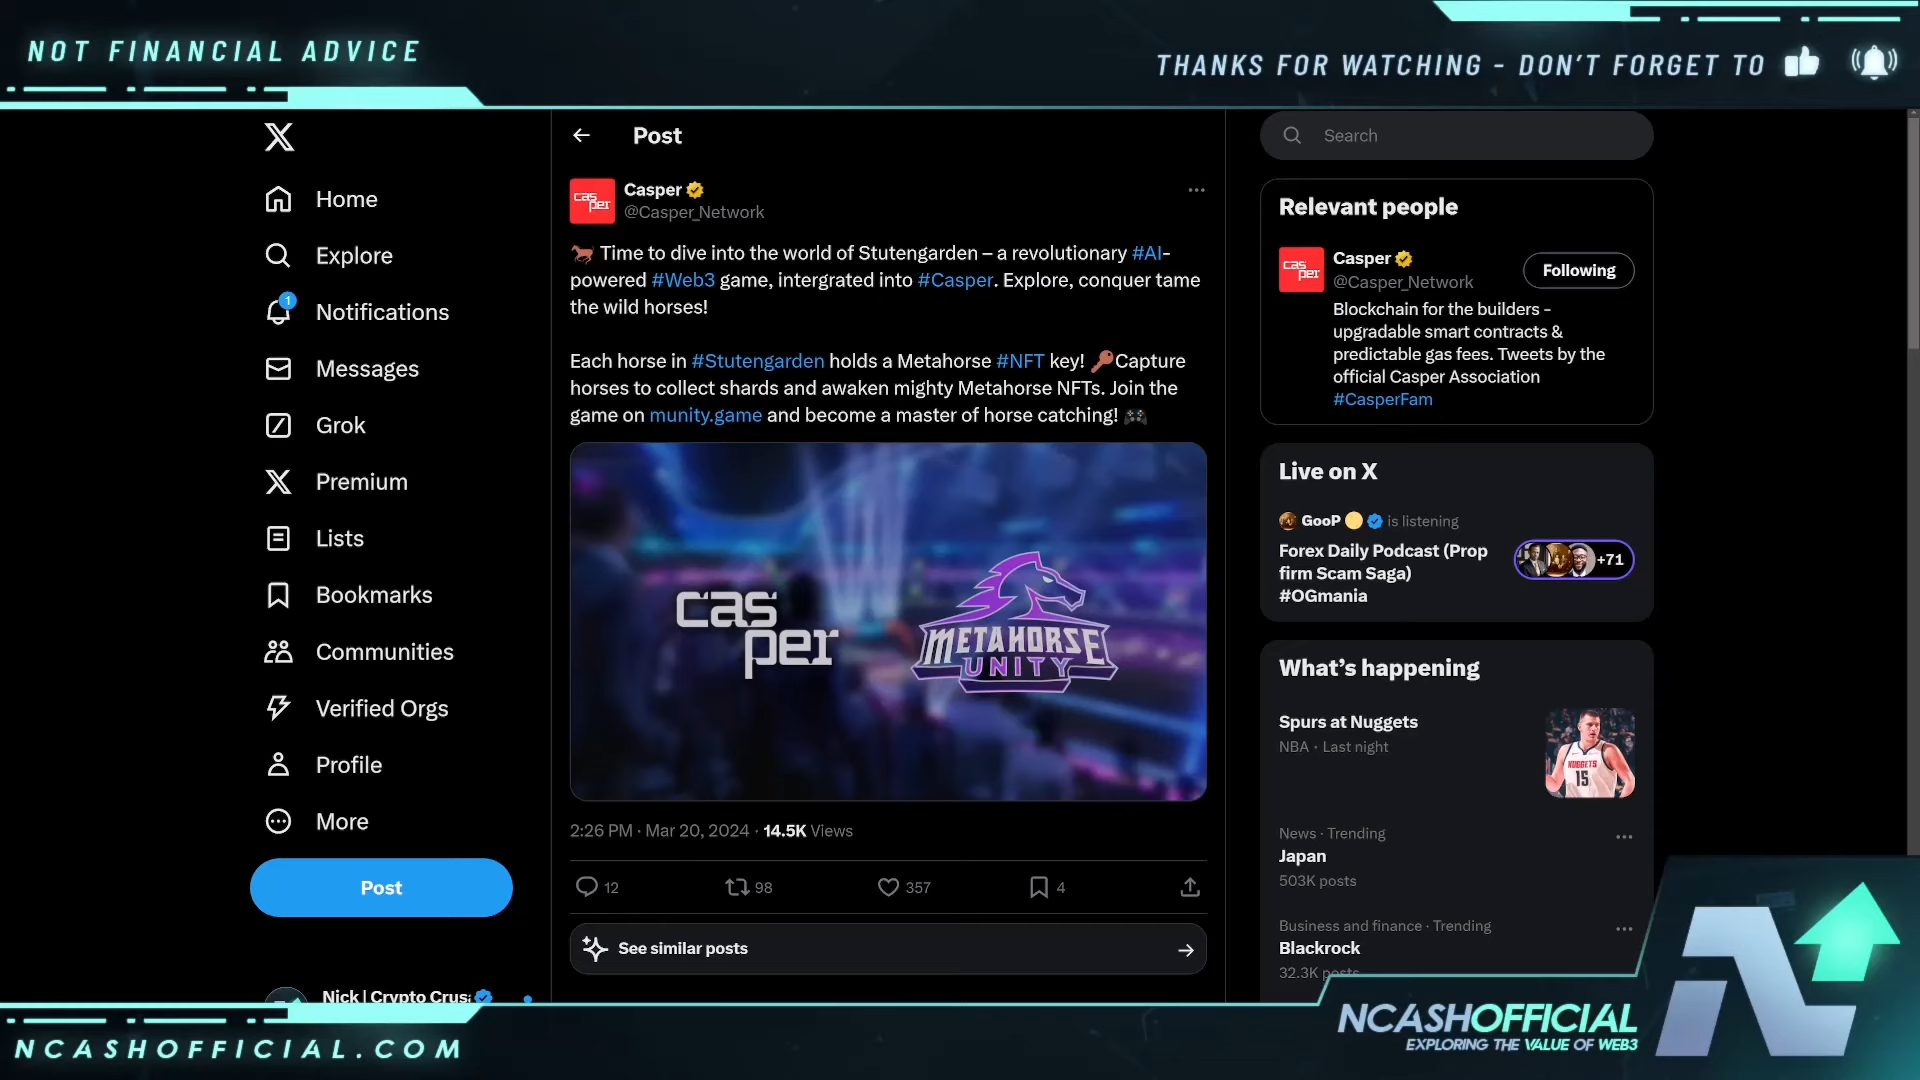 NOT FINANCIAL ADVICE
THANKS FOR WATCHING - DON'T FORGET TO
Home
Explore
1
Notifications
Messages
Grok
Premium
Lists
Bookmarks
Communities
Verified Orgs
Profile
More
Post
Nick | Crypto Crus
Post
cas
per
Casper
@Casper_Network
Time to dive into the world of Stutengarden – a revolutionary #AI-
powered #Web3 game, intergrated into #Casper. Explore, conquer tame
the wild horses!
Each horse in #Stutengarden holds a Metahorse #NFT key! Capture
horses to collect shards and awaken mighty Metahorse NFTs. Join the
game on munity.game and become a master of horse catching!
cas
per
METAHORSE
UNITY
2:26 PM · Mar 20, 2024 · 14.5K Views
12
98
357
4
See similar posts
Search
Relevant people
cas
per
Casper
@Casper_Network
Following
Blockchain for the builders -
upgradable smart contracts &
predictable gas fees. Tweets by the
official Casper Association
#CasperFam
Live on X
GooP is listening
Forex Daily Podcast (Prop
firm Scam Saga)
#OGmania
+71
What's happening
Spurs at Nuggets
NBA · Last night
NUGGETS
15
News · Trending
Japan
503K posts
Business and finance · Trending
Blackrock
32.3K posts
NCASHOFFICIAL.COM
NCASHOFFICIAL
EXPLORING THE VALUE OF WEB3